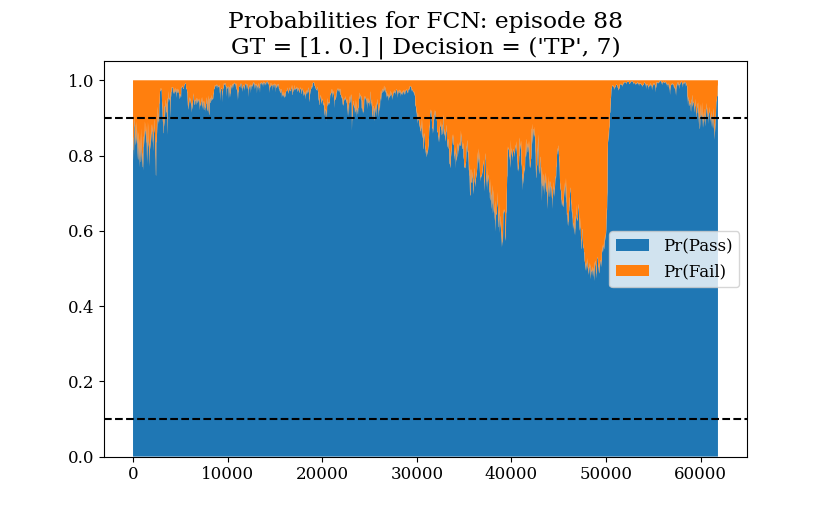 Probabilities for FCN: episode 88
GT = [1. 0.] | Decision = ('TP', 7)
1.0
0.8
0.6
0.4
0.2
0.0
Pr(Pass)
Pr(Fail)
0 10000 20000 30000 40000 50000 60000